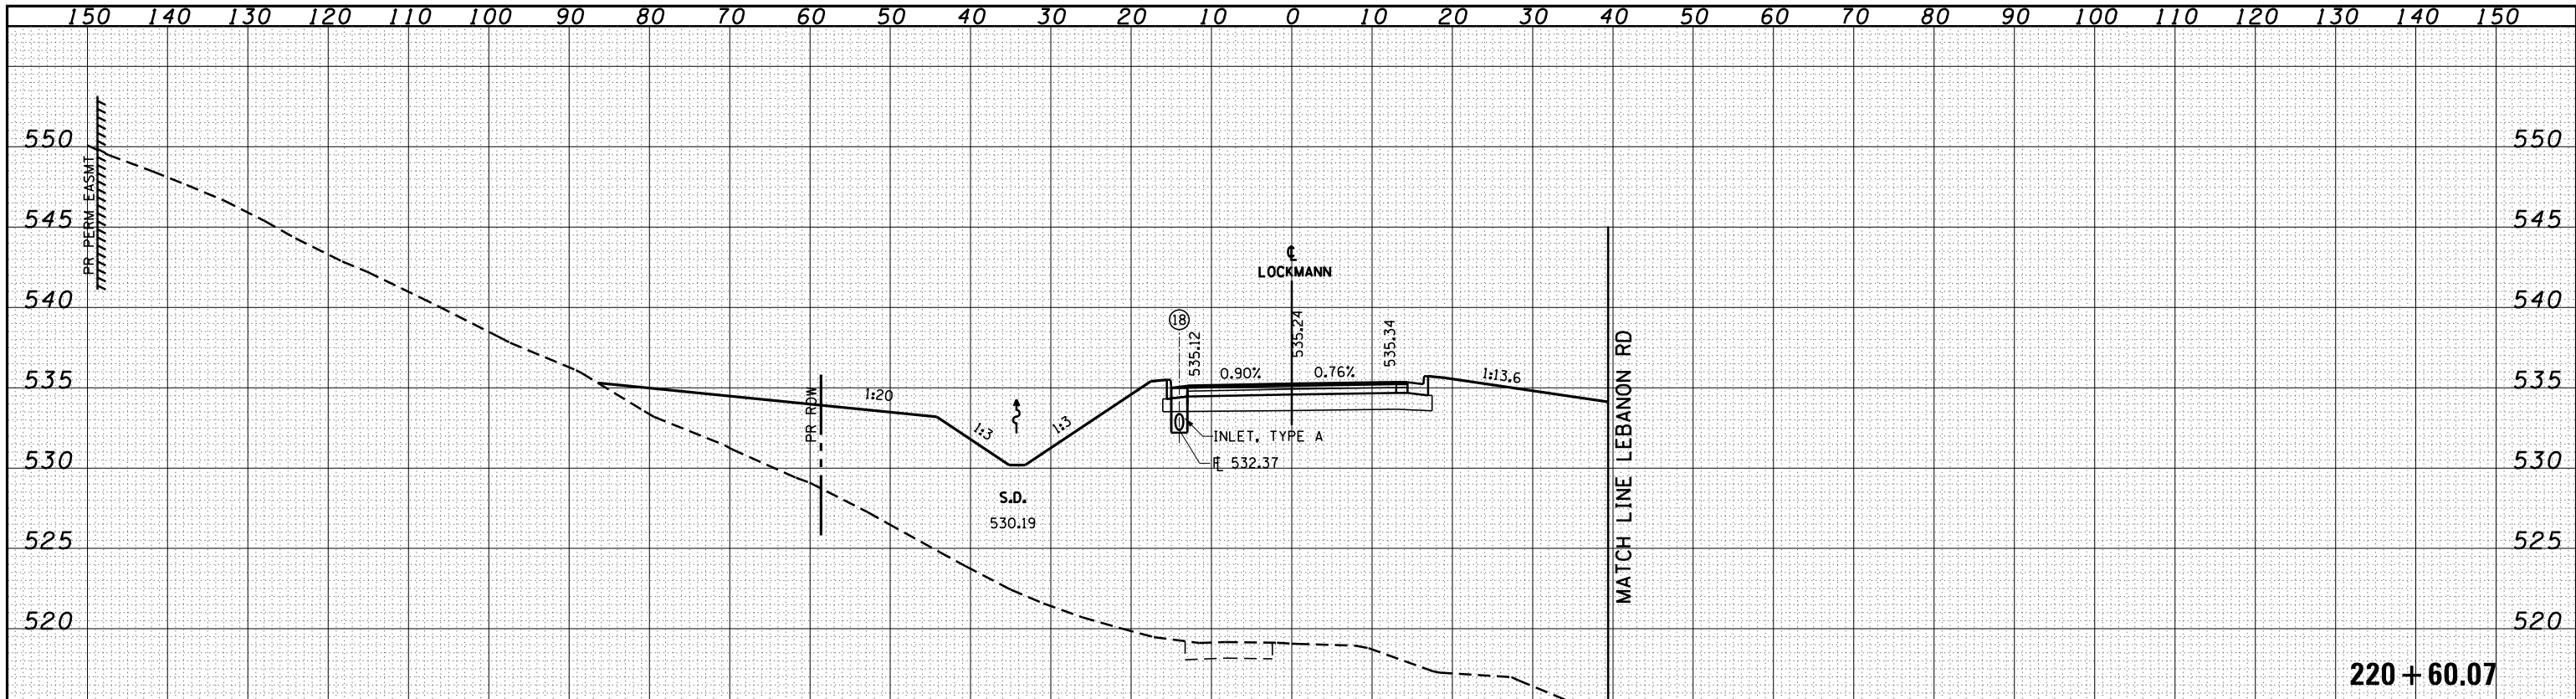 150 140 130 120 110 100 90 80 70 60 50 40 30 20 10 0 10 20 30 40 50 60 70 80 90 100 110 120 130 140 150
550 550
PR PERM EASMT
545 545
℄
LOCKMANN
540 540
18
535.12
535.24
535.34
0.90% 0.76%
1:13.6
535 535
1:20
PR ROW
1:3
1:3
INLET, TYPE A
FL 532.37
530 530
S.D.
530.19
MATCH LINE LEBANON RD
525 525
520 520
220 + 60.07